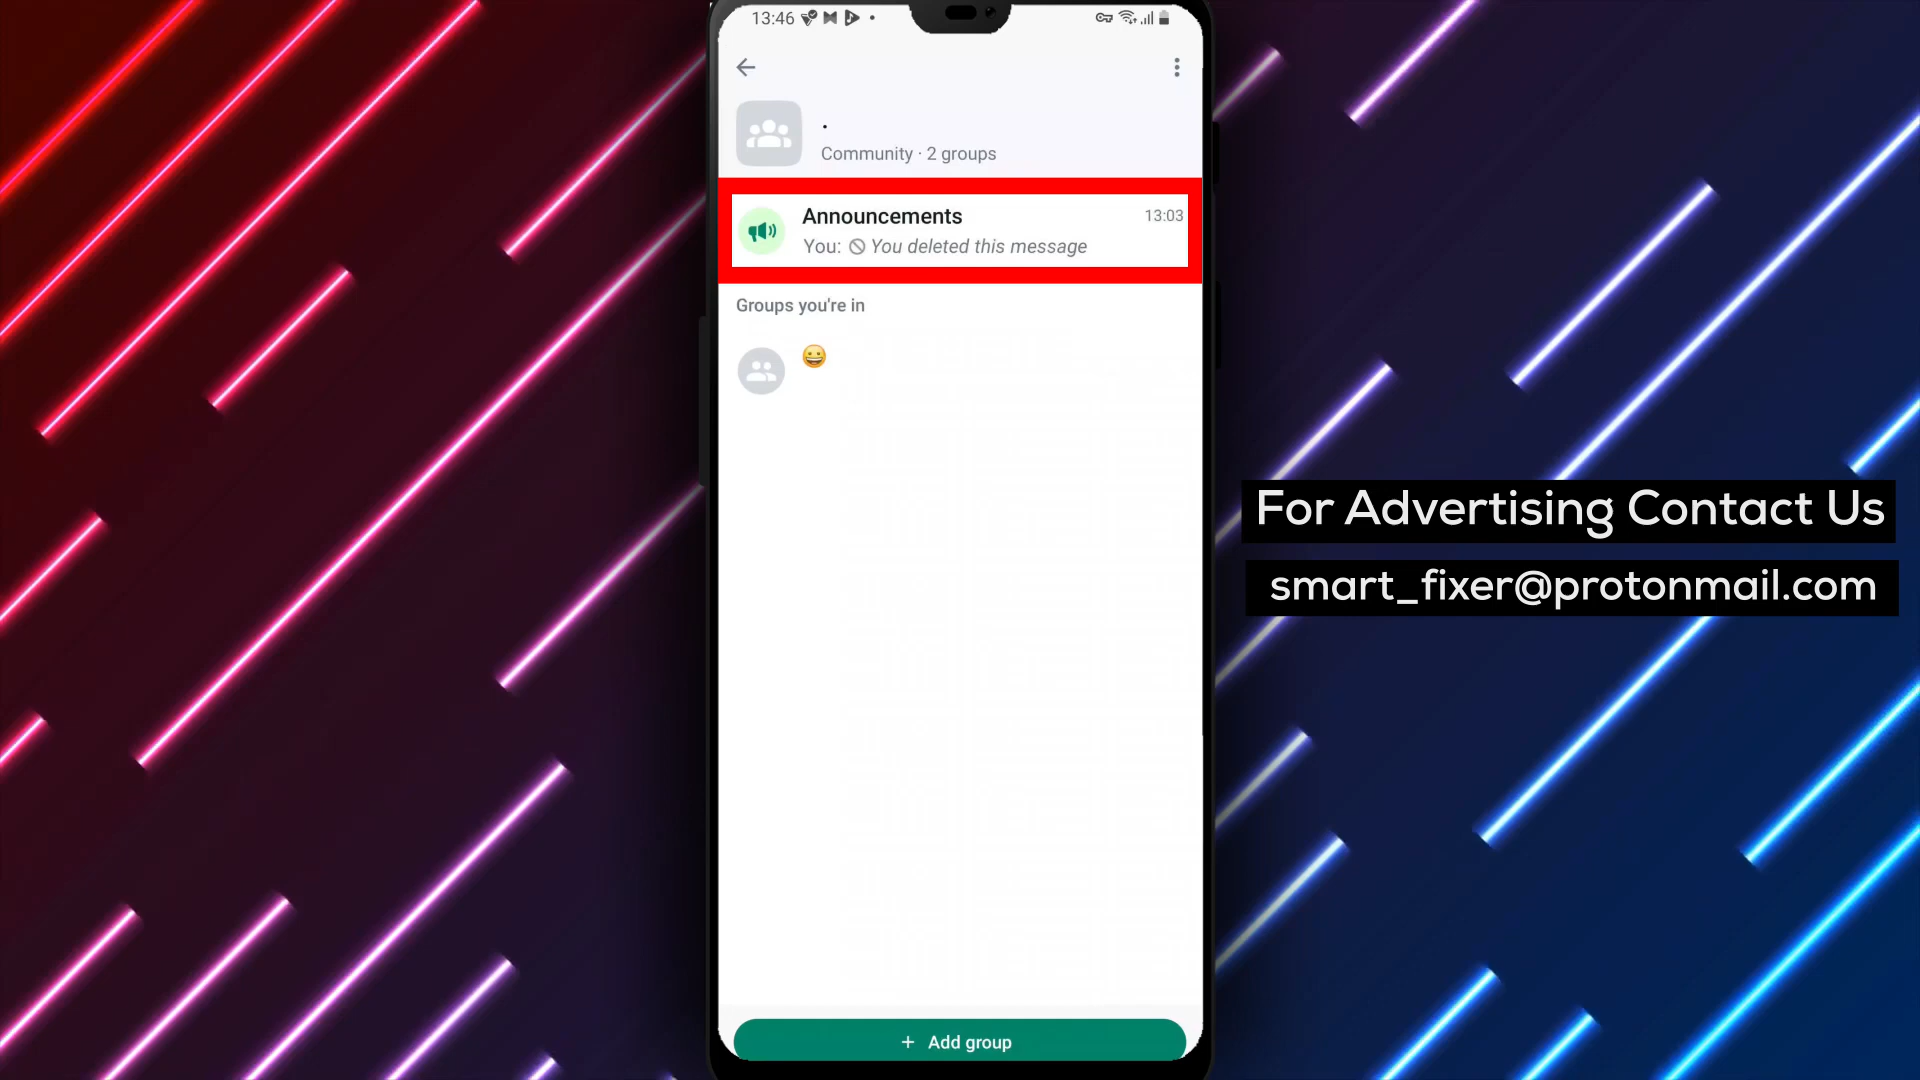 13:46
.
Community · 2 groups
Announcements
13:03
You: You deleted this message
Groups you're in
😀
+ Add group
For Advertising Contact Us
smart_fixer@protonmail.com